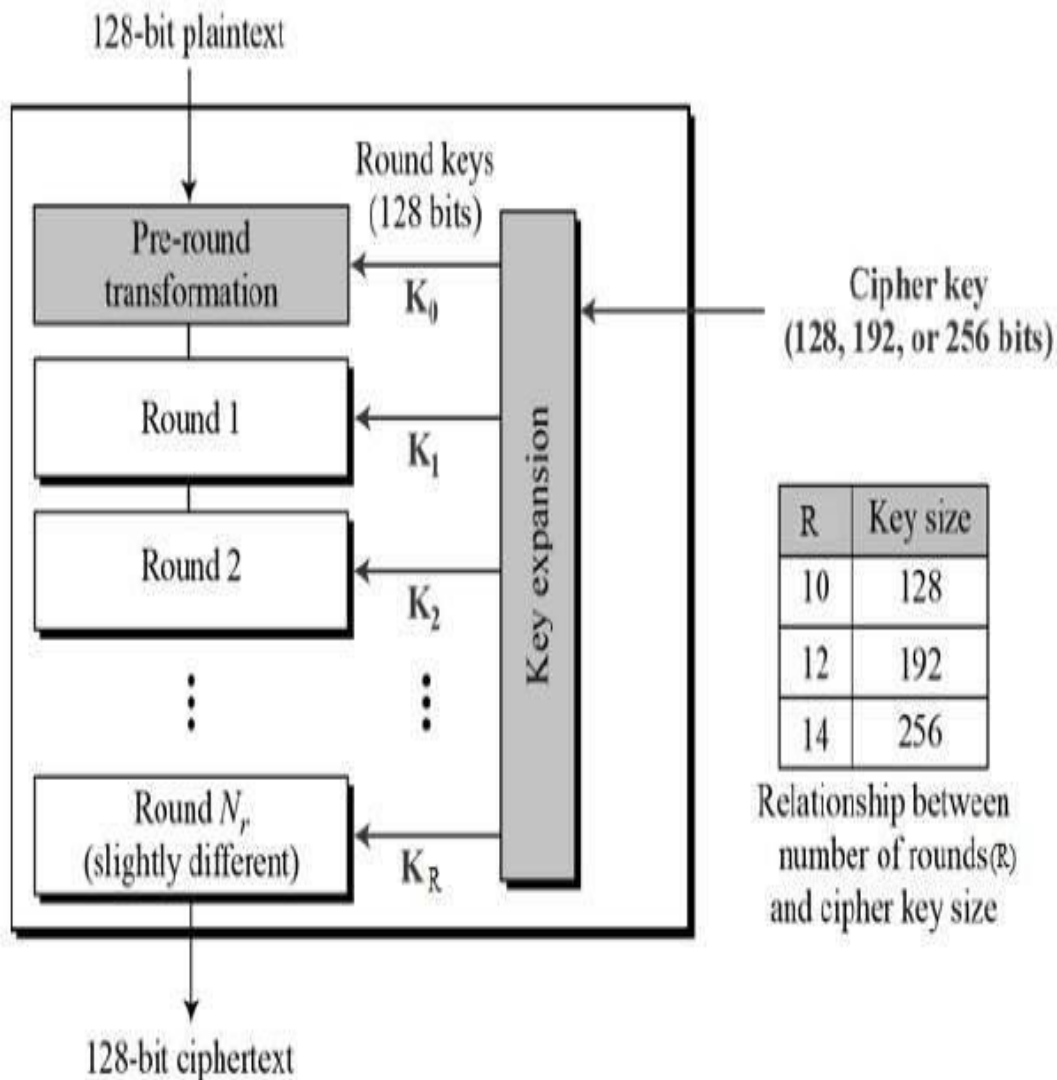 128-bit plaintext
Round keys
(128 bits)
Pre-round
transformation
K₀
Cipher key
(128, 192, or 256 bits)
Round 1
K₁
Key expansion
Round 2
K₂
R Key size
10 128
12 192
14 256
Relationship between
number of rounds(R)
and cipher key size
Round Nᵣ
(slightly different)
K_R
128-bit ciphertext